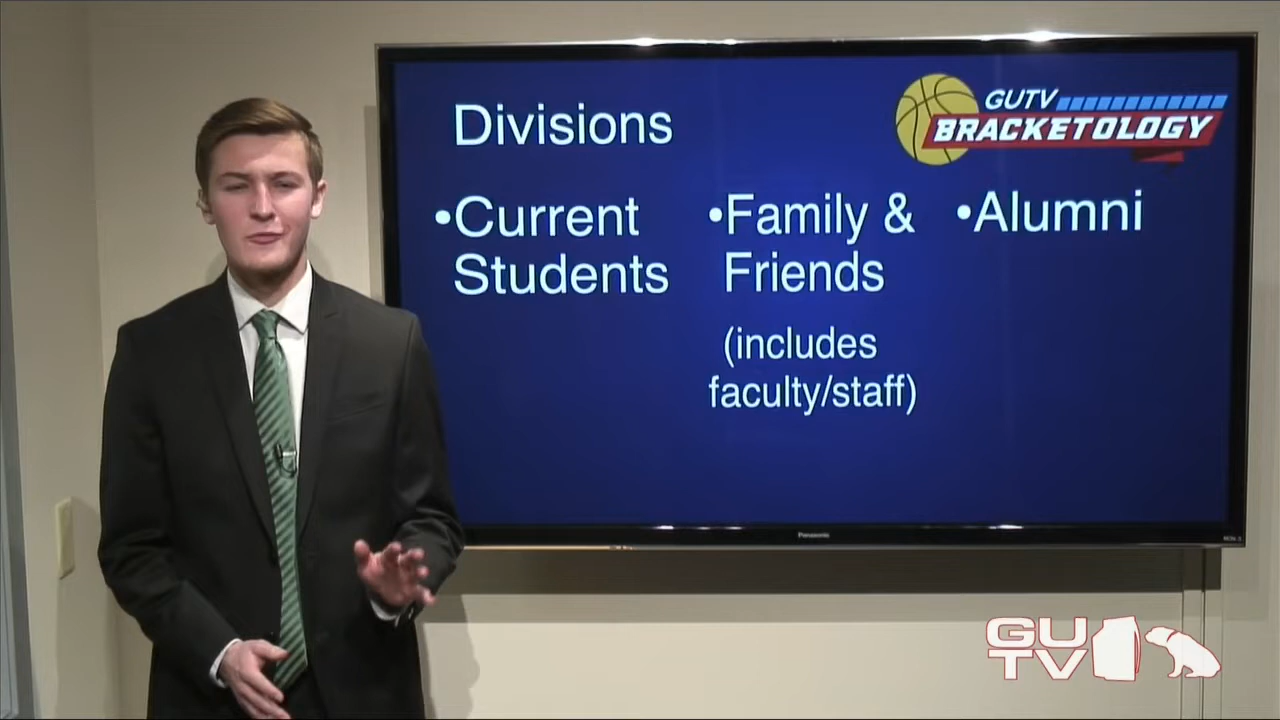 Divisions
GUTV
BRACKETOLOGY
•Current
Students
•Family &
Friends
(includes
faculty/staff)
•Alumni
Panasonic
GU
TV